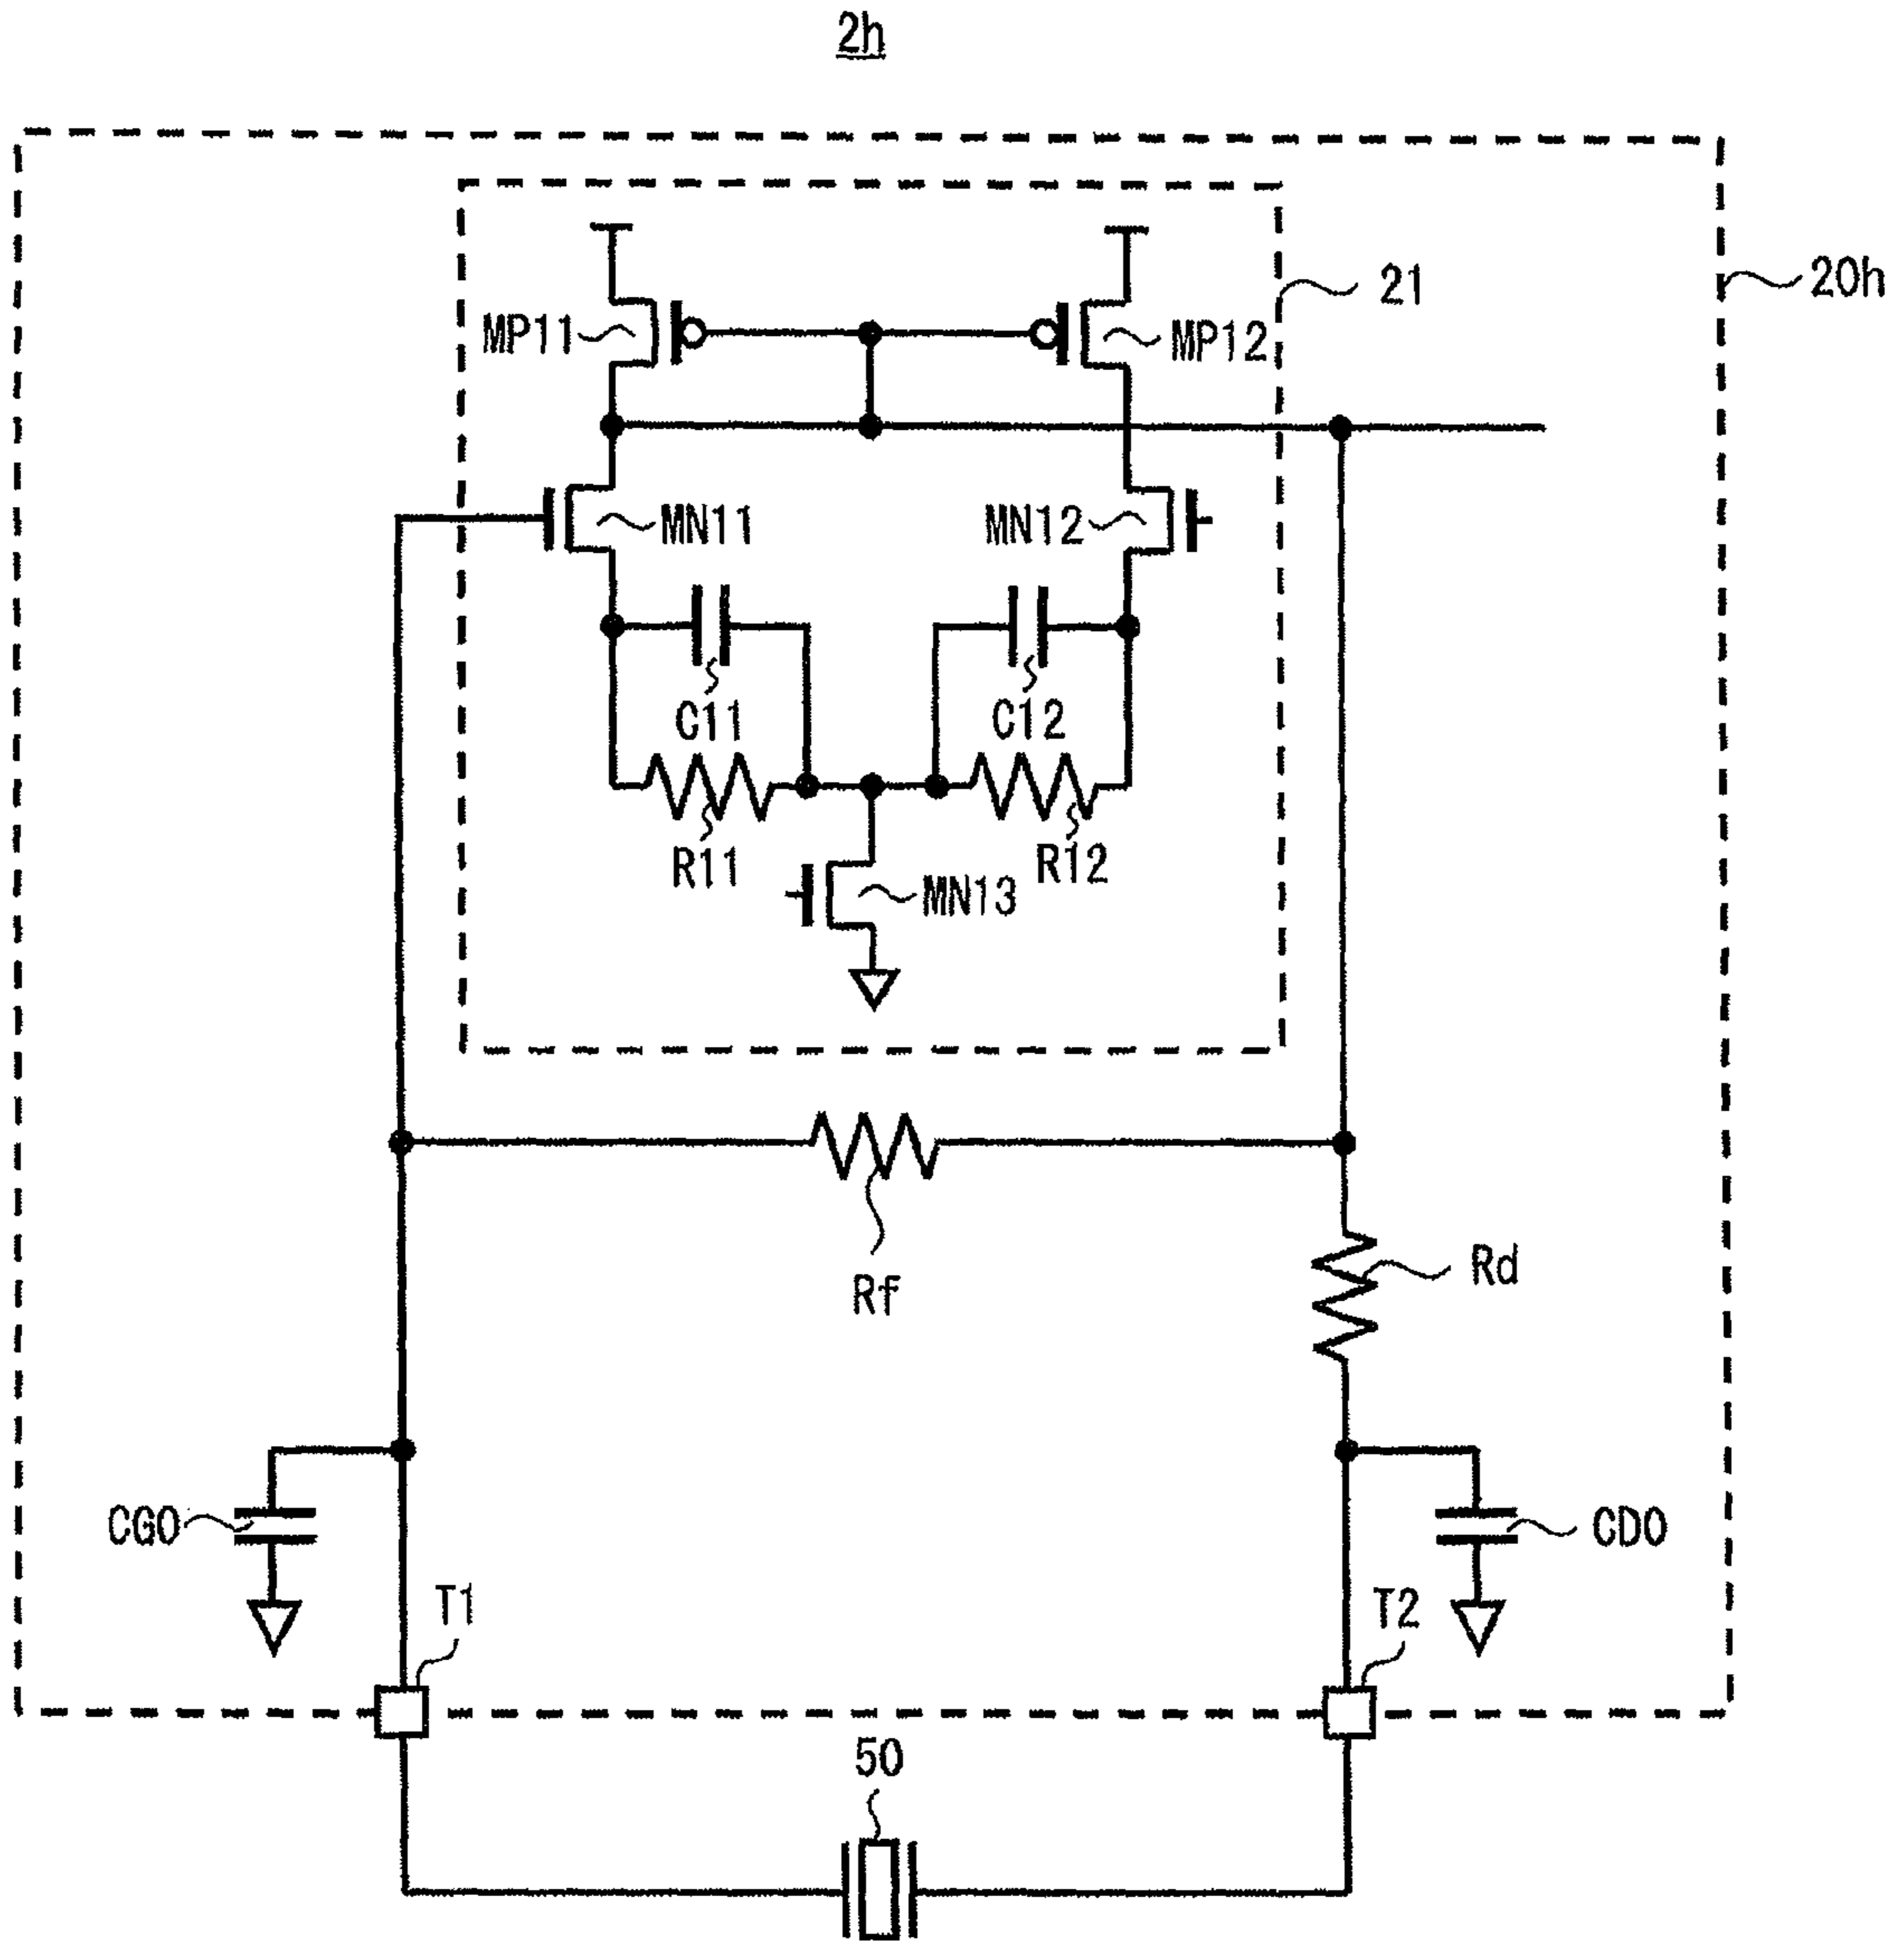 2h
21
20h
MP11
MP12
MN11
MN12
C11
C12
R11
R12
MN13
Rf
Rd
CG0
CD0
T1
T2
50